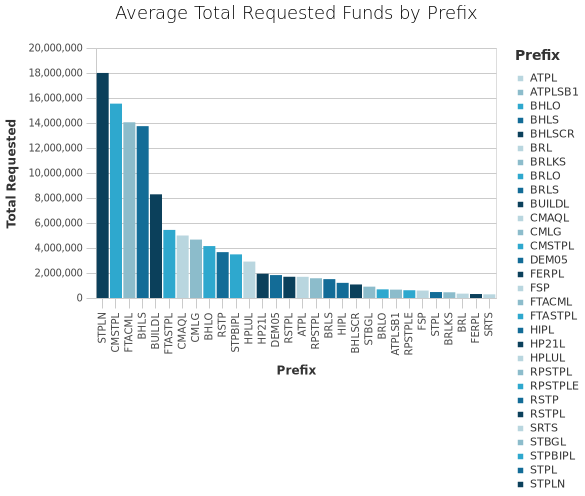 Average Total Requested Funds by Prefix
Total Requested
20,000,000
18,000,000
16,000,000
14,000,000
12,000,000
10,000,000
8,000,000
6,000,000
4,000,000
2,000,000
0
STPLN
CMSTPL
FTACML
BHLS
BUILDL
FTASTPL
CMAQL
CMLG
BHLO
RSTP
STPBIPL
HPLUL
HP21L
DEM05
RSTPL
ATPL
RPSTPL
BRLS
HIPL
BHLSCR
STBGL
BRLO
ATPLSB1
RPSTPLE
FSP
STPL
BRLKS
BRL
FERPL
SRTS
Prefix
Prefix
ATPL
ATPLSB1
BHLO
BHLS
BHLSCR
BRL
BRLKS
BRLO
BRLS
BUILDL
CMAQL
CMLG
CMSTPL
DEM05
FERPL
FSP
FTACML
FTASTPL
HIPL
HP21L
HPLUL
RPSTPL
RPSTPLE
RSTP
RSTPL
SRTS
STBGL
STPBIPL
STPL
STPLN